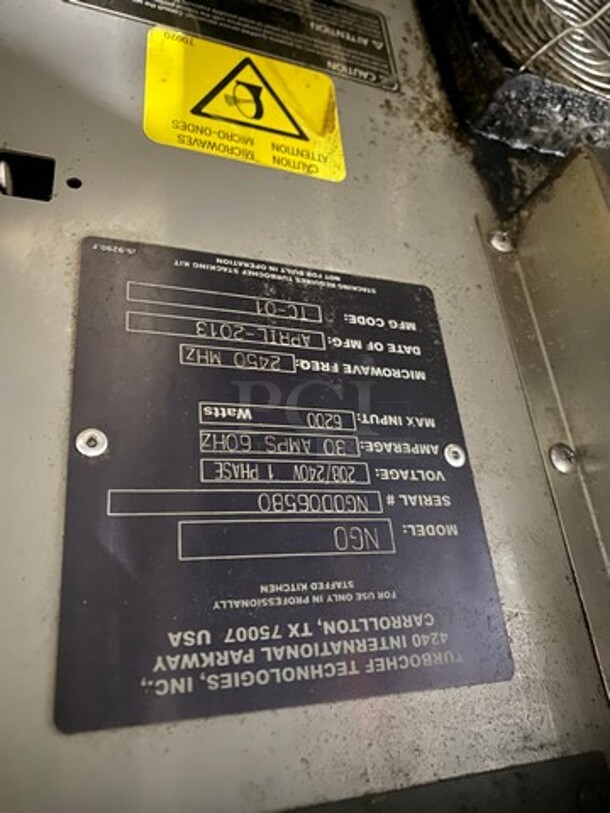 TURBOCHEF TECHNOLOGIES, INC.,
4240 INTERNATIONAL PARKWAY
CARROLLTON, TX 75007 USA
FOR USE ONLY IN PROFESSIONALLY
STAFFED KITCHEN
MODEL: NGO
SERIAL # NGOD06580
VOLTAGE: 208/240V 1 PHASE
AMPERAGE: 30 AMPS 60HZ
MAX INPUT: 6200 Watts
MICROWAVE FREQ: 2450 MHZ
DATE OF MFG: APRIL-2013
MFG CODE: TC-01
STACKING REQUIRES TURBOCHEF STACKING KIT
NOT FOR BUILT IN OPERATION
CAUTION MICROWAVES
ATTENTION MICRO-ONDES
CAUTION
ATTENTION
PCI